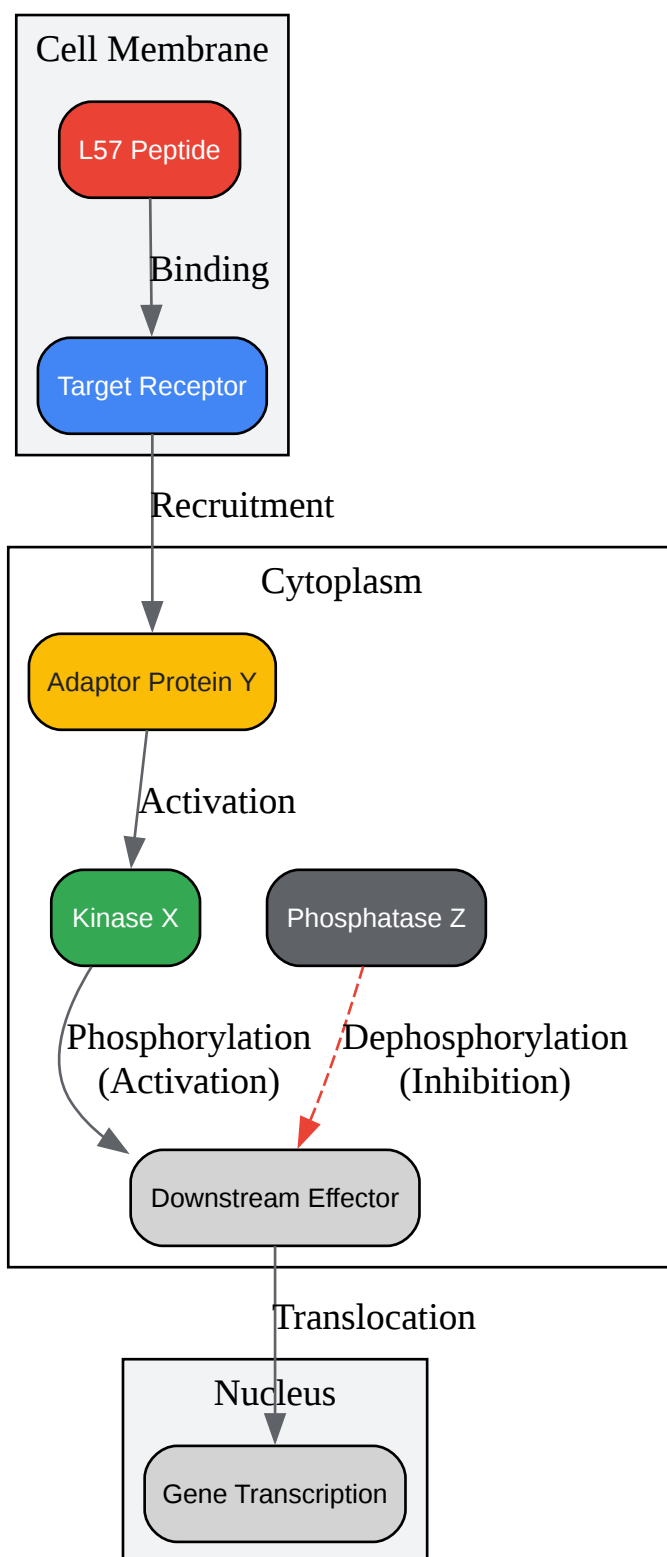 Cell Membrane
L57 Peptide
Binding
Target Receptor
Recruitment
Cytoplasm
Adaptor Protein Y
Activation
Kinase X
Phosphatase Z
Phosphorylation
(Activation)
Dephosphorylation
(Inhibition)
Downstream Effector
Translocation
Nucleus
Gene Transcription